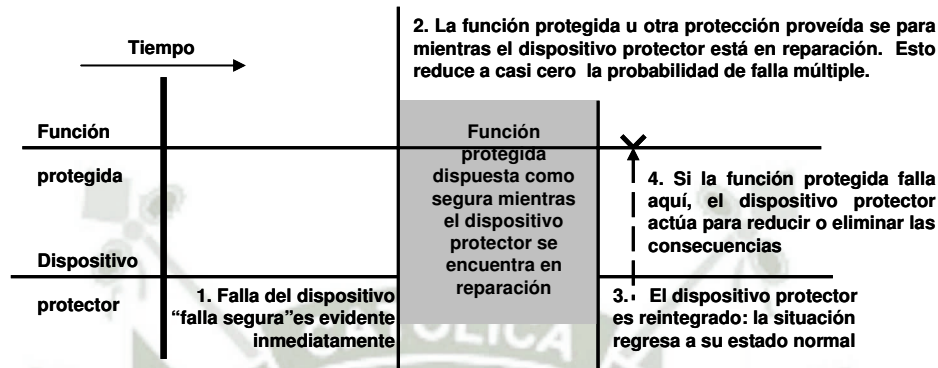 Tiempo
2. La función protegida u otra protección proveída se para
mientras el dispositivo protector está en reparación. Esto
reduce a casi cero la probabilidad de falla múltiple.
Función
protegida
Función
protegida
dispuesta como
segura mientras
el dispositivo
protector se
encuentra en
reparación
4. Si la función protegida falla
aquí, el dispositivo protector
actúa para reducir o eliminar las
consecuencias
Dispositivo
protector
1. Falla del dispositivo
“falla segura”es evidente
inmediatamente
3. El dispositivo protector
es reintegrado: la situación
regresa a su estado normal